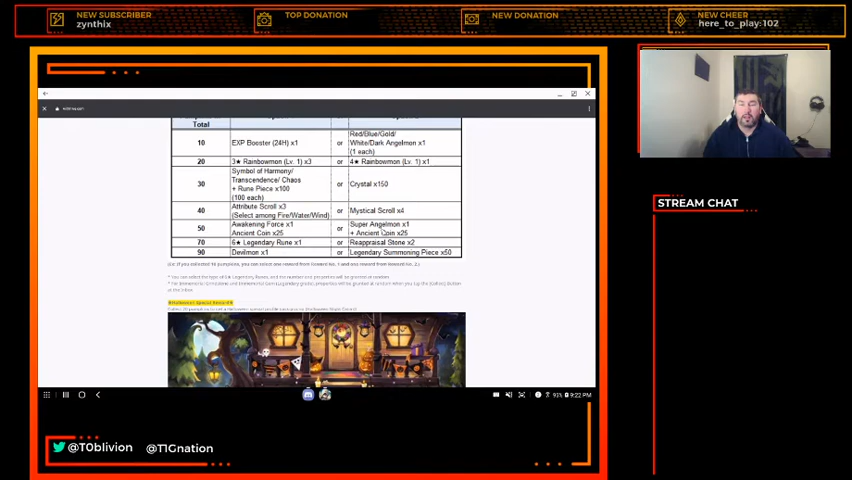 NEW SUBSCRIBER
zynthix
TOP DONATION
NEW DONATION
NEW CHEER
here_to_play:102
Total
10
EXP Booster (24H) x1
or
Red/Blue/Gold/
White/Dark Angelmon x1
(1 each)
20
3★ Rainbowmon (Lv. 1) x3
or
4★ Rainbowmon (Lv. 1) x1
30
Symbol of Harmony/
Transcendence/ Chaos
+ Rune Piece x100
(100 each)
or
Crystal x150
40
Attribute Scroll x3
(Select among Fire/Water/Wind)
or
Mystical Scroll x4
50
Awakening Force x1
Ancient Coin x25
or
Super Angelmon x1
+ Ancient Coin x25
70
6★ Legendary Rune x1
or
Reappraisal Stone x2
90
Devilmon x1
or
Legendary Summoning Piece x50
9:22 PM
STREAM CHAT
@T0blivion
@T1Gnation